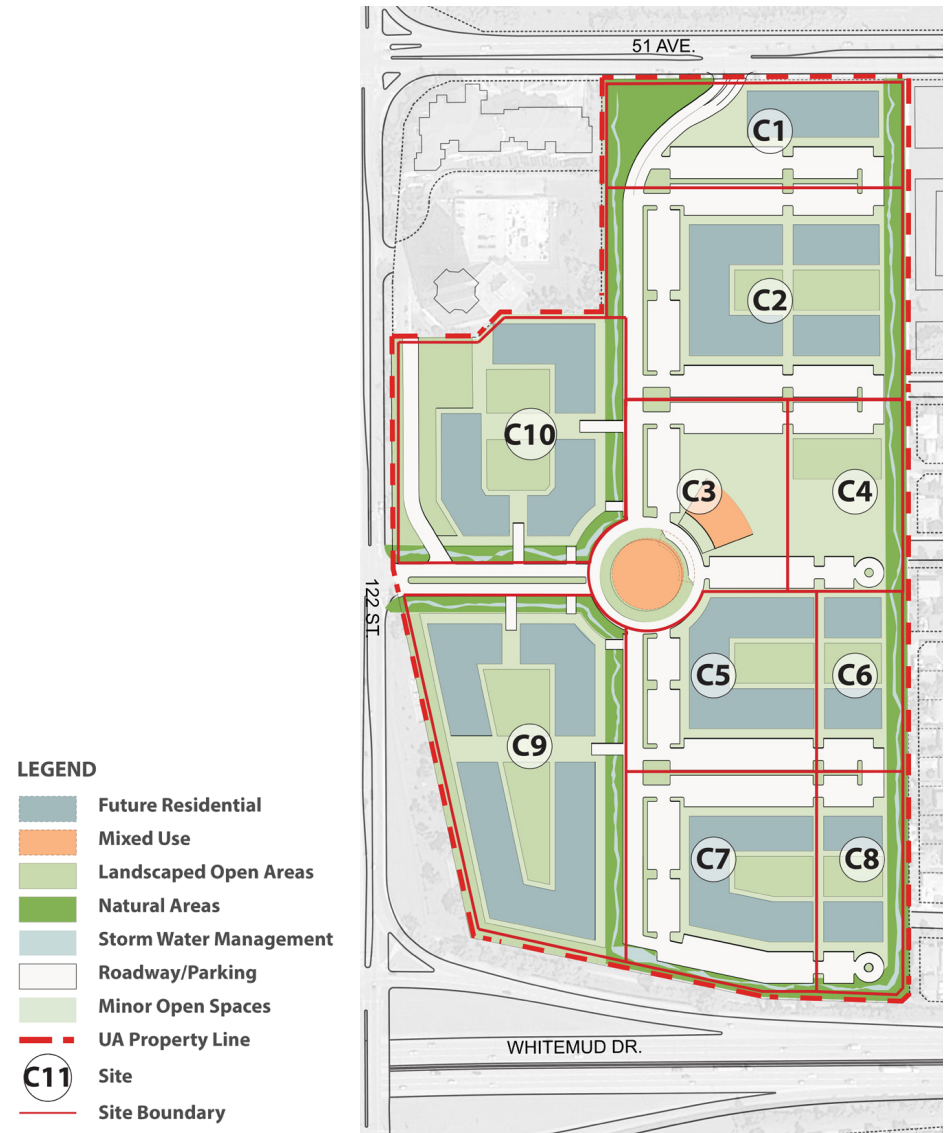 51 AVE.
C1
C2
C10
C3
C4
122 ST.
C5
C6
C9
C7
C8
WHITEMUD DR.
LEGEND
Future Residential
Mixed Use
Landscaped Open Areas
Natural Areas
Storm Water Management
Roadway/Parking
Minor Open Spaces
UA Property Line
C11 Site
Site Boundary